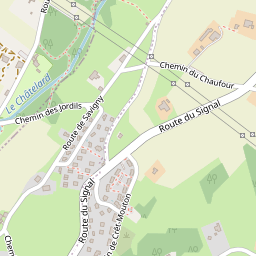 Le Châtelard
Chemin du Chaufour
Chemin des Jordils
Route de Savigny
Route du Signal
Route du Signal
n de Crêt-Mouton
Chem